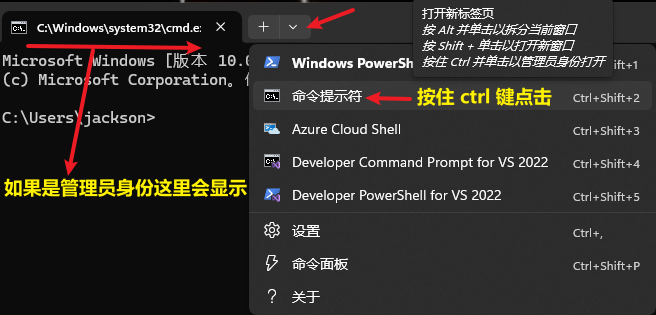 C:\Windows\system32\cmd.e
打开新标签页
按 Alt 并单击以拆分当前窗口
按 Shift + 单击以打开新窗口
按住 Ctrl 并单击以管理员身份打开
Microsoft Windows [版本 10.0
(c) Microsoft Corporation。
C:\Users\jackson>
如果是管理员身份这里会显示
Windows PowerShe +1
命令提示符 按住 ctrl 键点击 Ctrl+Shift+2
Azure Cloud Shell Ctrl+Shift+3
Developer Command Prompt for VS 2022 Ctrl+Shift+4
Developer PowerShell for VS 2022 Ctrl+Shift+5
设置 Ctrl+,
命令面板 Ctrl+Shift+P
关于